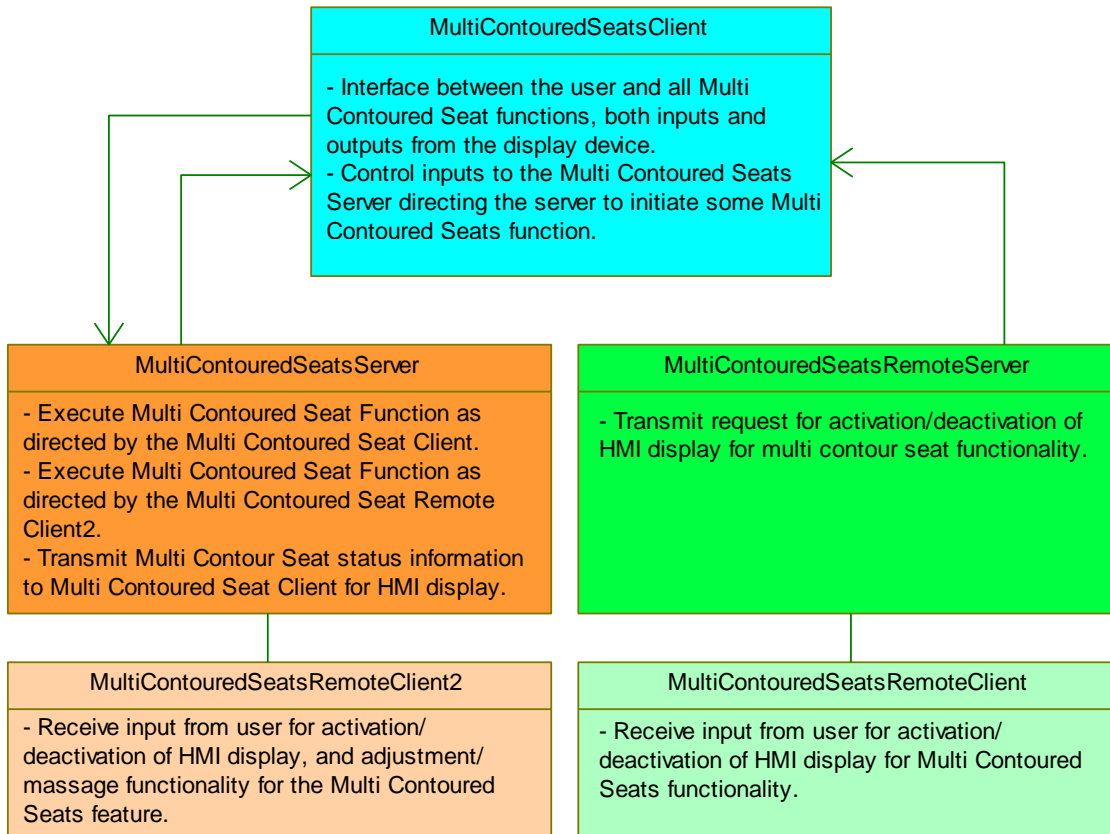 MultiContouredSeatsClient
- Interface between the user and all Multi
Contoured Seat functions, both inputs and
outputs from the display device.
- Control inputs to the Multi Contoured Seats
Server directing the server to initiate some Multi
Contoured Seats function.
MultiContouredSeatsServer
- Execute Multi Contoured Seat Function as
directed by the Multi Contoured Seat Client.
- Execute Multi Contoured Seat Function as
directed by the Multi Contoured Seat Remote
Client2.
- Transmit Multi Contour Seat status information
to Multi Contoured Seat Client for HMI display.
MultiContouredSeatsRemoteServer
- Transmit request for activation/deactivation of
HMI display for multi contour seat functionality.
MultiContouredSeatsRemoteClient2
- Receive input from user for activation/
deactivation of HMI display, and adjustment/
massage functionality for the Multi Contoured
Seats feature.
MultiContouredSeatsRemoteClient
- Receive input from user for activation/
deactivation of HMI display for Multi Contoured
Seats functionality.